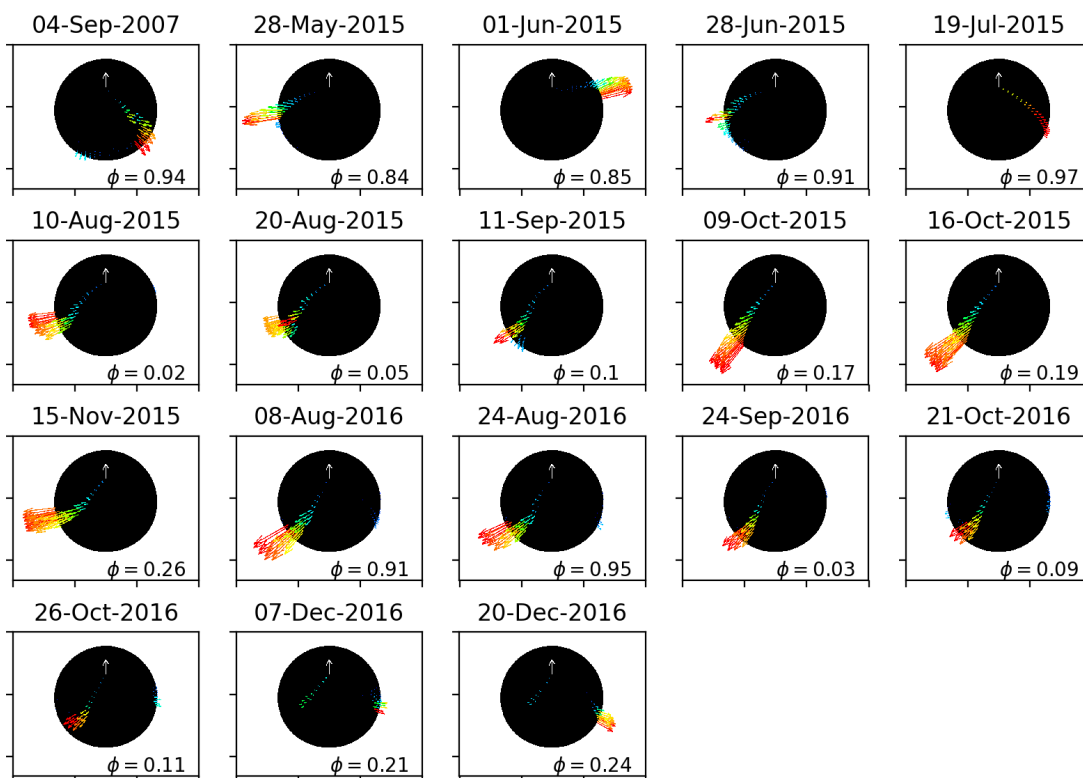 04-Sep-2007 28-May-2015 01-Jun-2015 28-Jun-2015 19-Jul-2015
ϕ = 0.94 ϕ = 0.84 ϕ = 0.85 ϕ = 0.91 ϕ = 0.97
10-Aug-2015 20-Aug-2015 11-Sep-2015 09-Oct-2015 16-Oct-2015
ϕ = 0.02 ϕ = 0.05 ϕ = 0.1 ϕ = 0.17 ϕ = 0.19
15-Nov-2015 08-Aug-2016 24-Aug-2016 24-Sep-2016 21-Oct-2016
ϕ = 0.26 ϕ = 0.91 ϕ = 0.95 ϕ = 0.03 ϕ = 0.09
26-Oct-2016 07-Dec-2016 20-Dec-2016
ϕ = 0.11 ϕ = 0.21 ϕ = 0.24